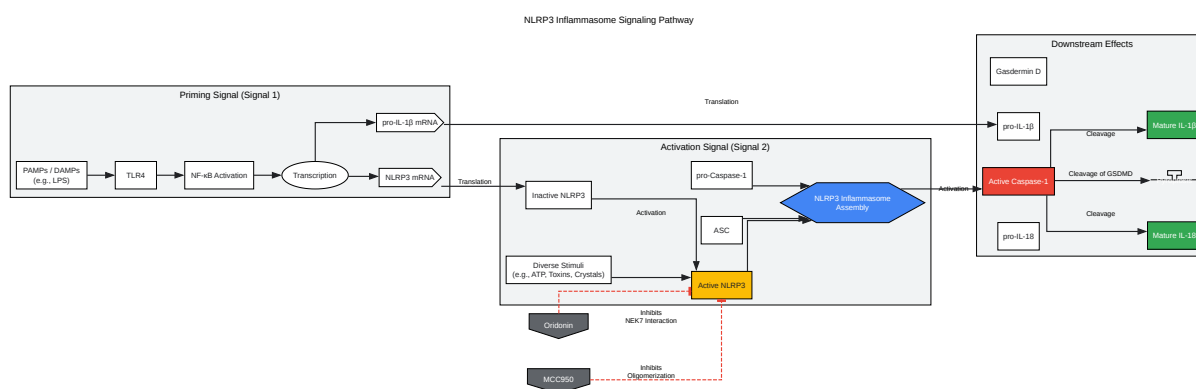 NLRP3 Inflammasome Signaling Pathway
Priming Signal (Signal 1)
PAMPs / DAMPs
(e.g., LPS)
TLR4
NF-κB Activation
Transcription
pro-IL-1β mRNA
NLRP3 mRNA
Translation
Translation
Activation Signal (Signal 2)
pro-Caspase-1
Inactive NLRP3
Activation
ASC
NLRP3 Inflammasome
Assembly
Diverse Stimuli
(e.g., ATP, Toxins, Crystals)
Active NLRP3
Oridonin
Inhibits
NEK7 Interaction
MCC950
Inhibits
Oligomerization
Activation
Downstream Effects
Gasdermin D
pro-IL-1β
Active Caspase-1
pro-IL-18
Cleavage
Cleavage of GSDMD
Cleavage
Mature IL-1β
Mature IL-18